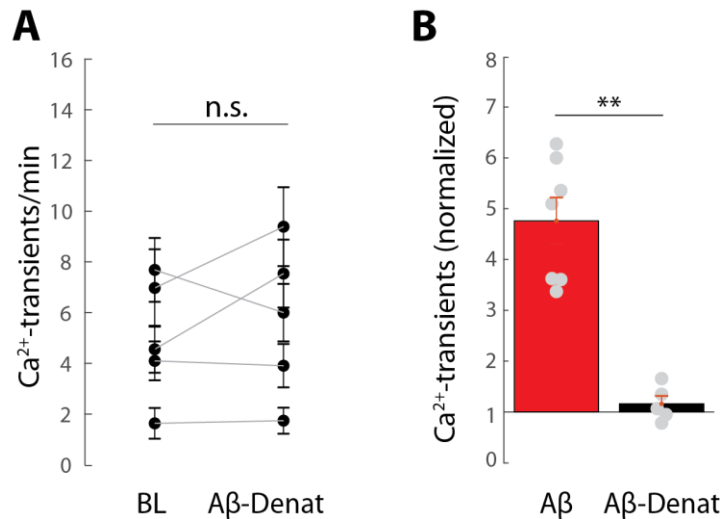 A
16
14
12
10
8
6
4
2
0
Ca²⁺-transients/min
n.s.
BL Aβ-Denat
B
8
7
6
5
4
3
2
1
0
Ca²⁺-transients (normalized)
**
Aβ Aβ-Denat